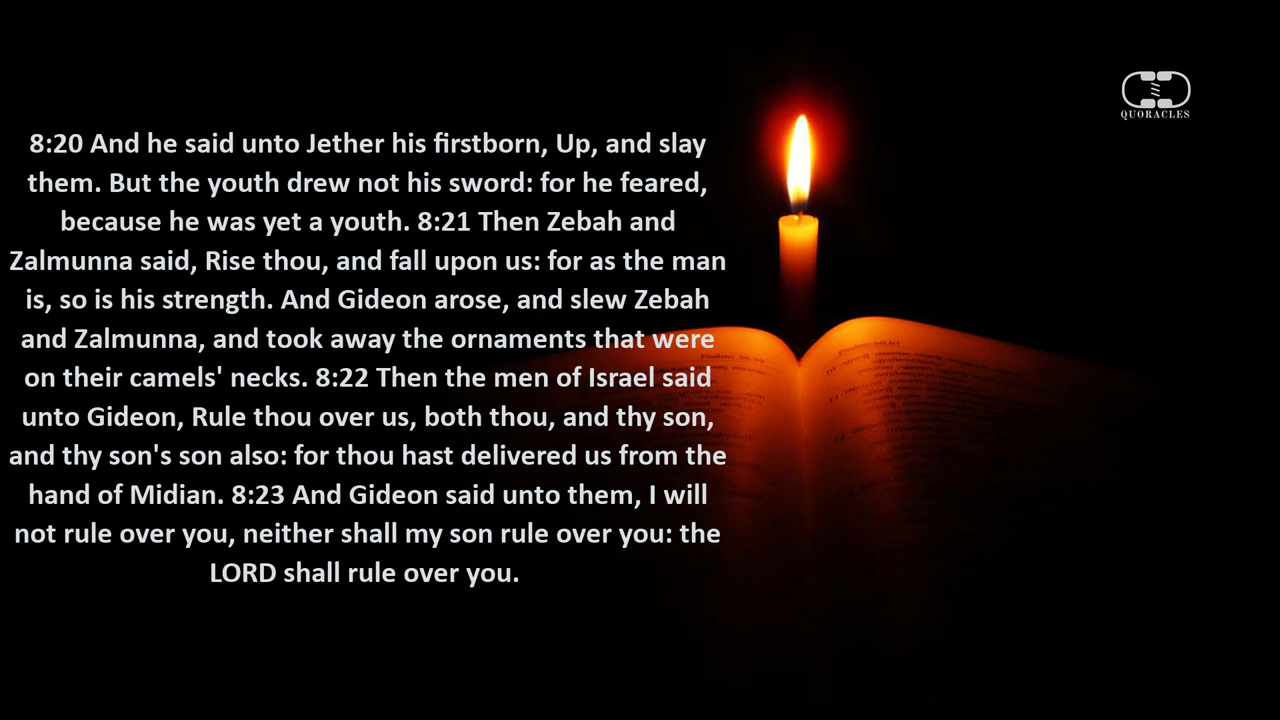 QUORACLES
8:20 And he said unto Jether his firstborn, Up, and slay
them. But the youth drew not his sword: for he feared,
because he was yet a youth. 8:21 Then Zebah and
Zalmunna said, Rise thou, and fall upon us: for as the man
is, so is his strength. And Gideon arose, and slew Zebah
and Zalmunna, and took away the ornaments that were
on their camels' necks. 8:22 Then the men of Israel said
unto Gideon, Rule thou over us, both thou, and thy son,
and thy son's son also: for thou hast delivered us from the
hand of Midian. 8:23 And Gideon said unto them, I will
not rule over you, neither shall my son rule over you: the
LORD shall rule over you.